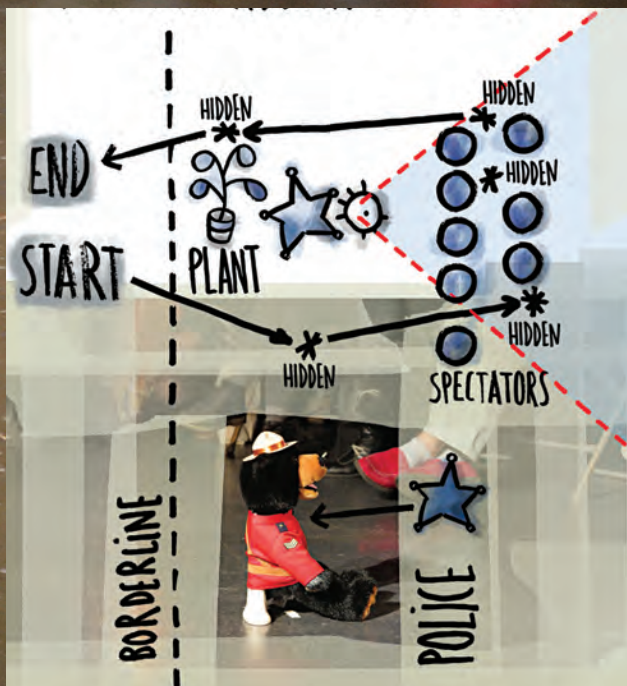 HIDDEN
HIDDEN
END
HIDDEN
START
PLANT
HIDDEN
HIDDEN
SPECTATORS
BORDERLINE
POLICE